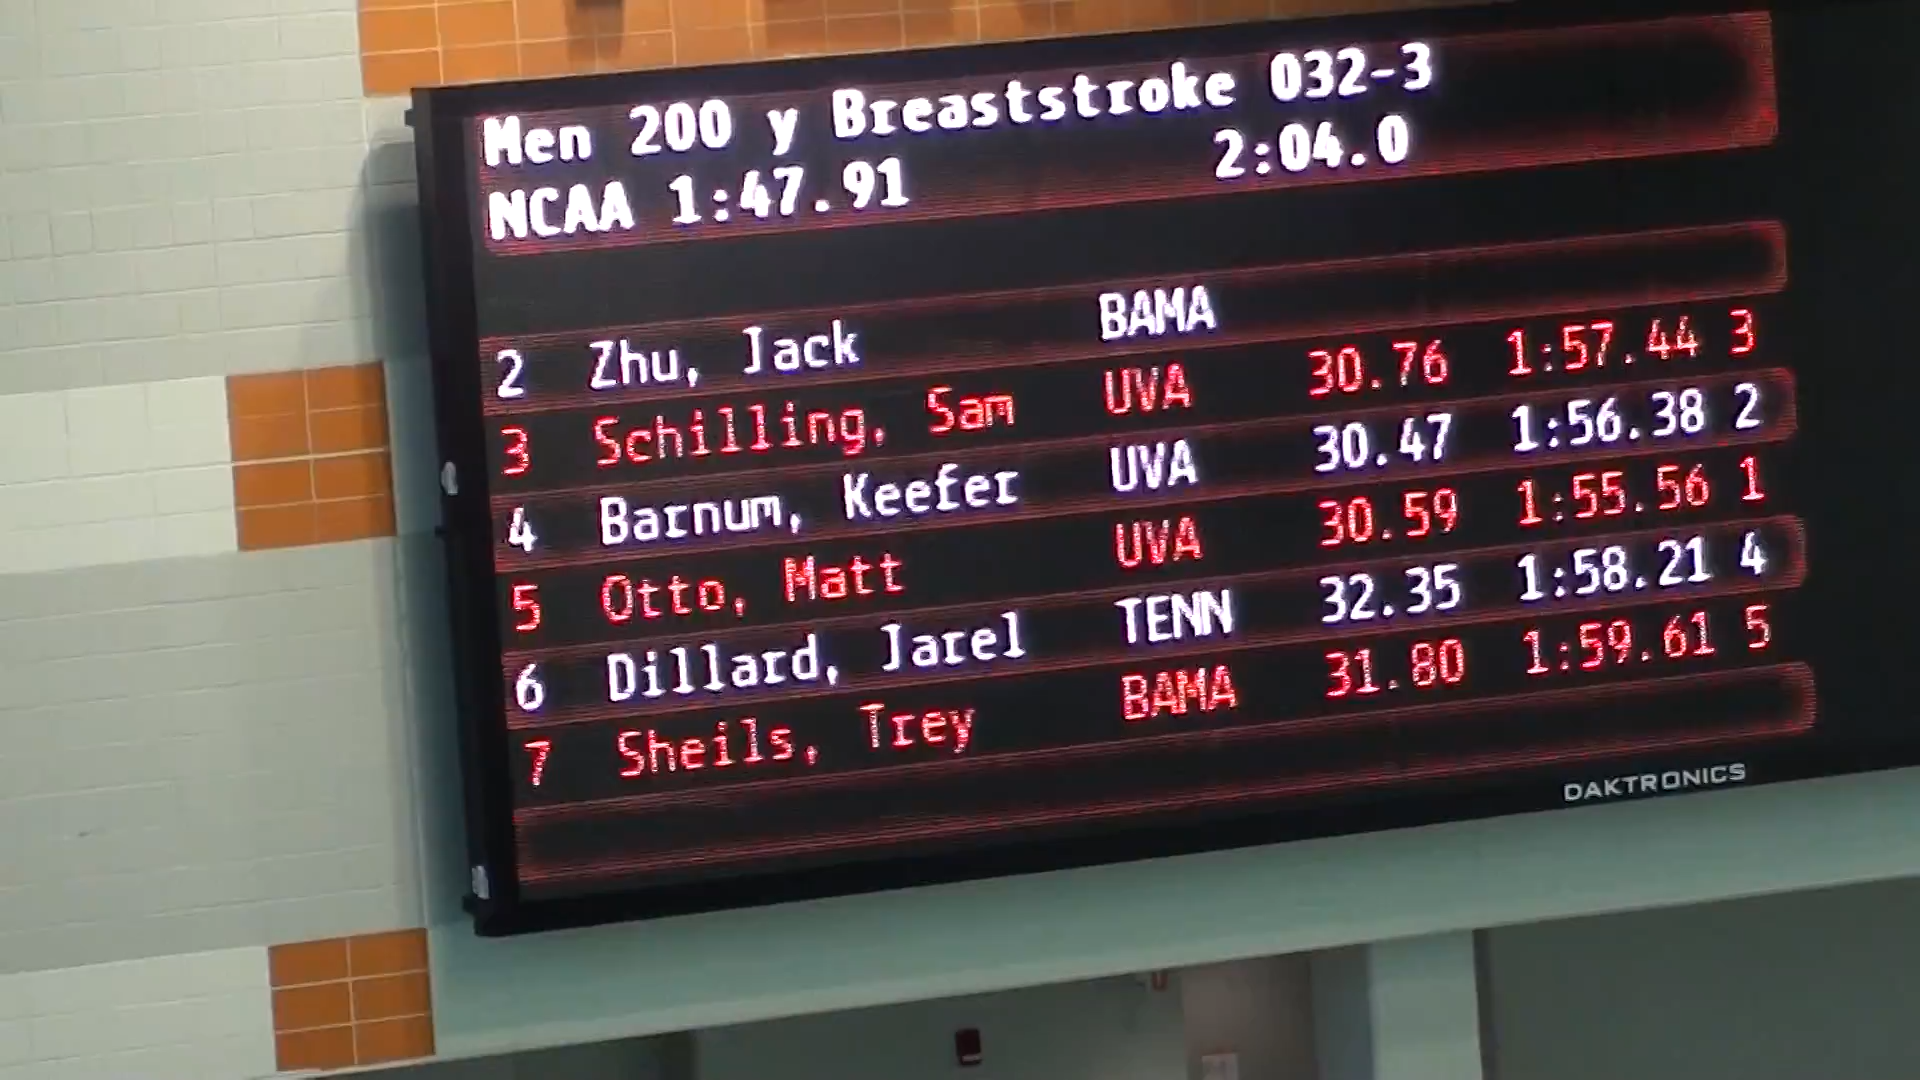 Men 200 y Breaststroke 032-3
NCAA 1:47.91 2:04.0
2 Zhu, Jack BAMA
3 Schilling, Sam UVA 30.76 1:57.44 3
4 Barnum, Keefer UVA 30.47 1:56.38 2
5 Otto, Matt UVA 30.59 1:55.56 1
6 Dillard, Jarel TENN 32.35 1:58.21 4
7 Sheils, Trey BAMA 31.80 1:59.61 5
DAKTRONICS